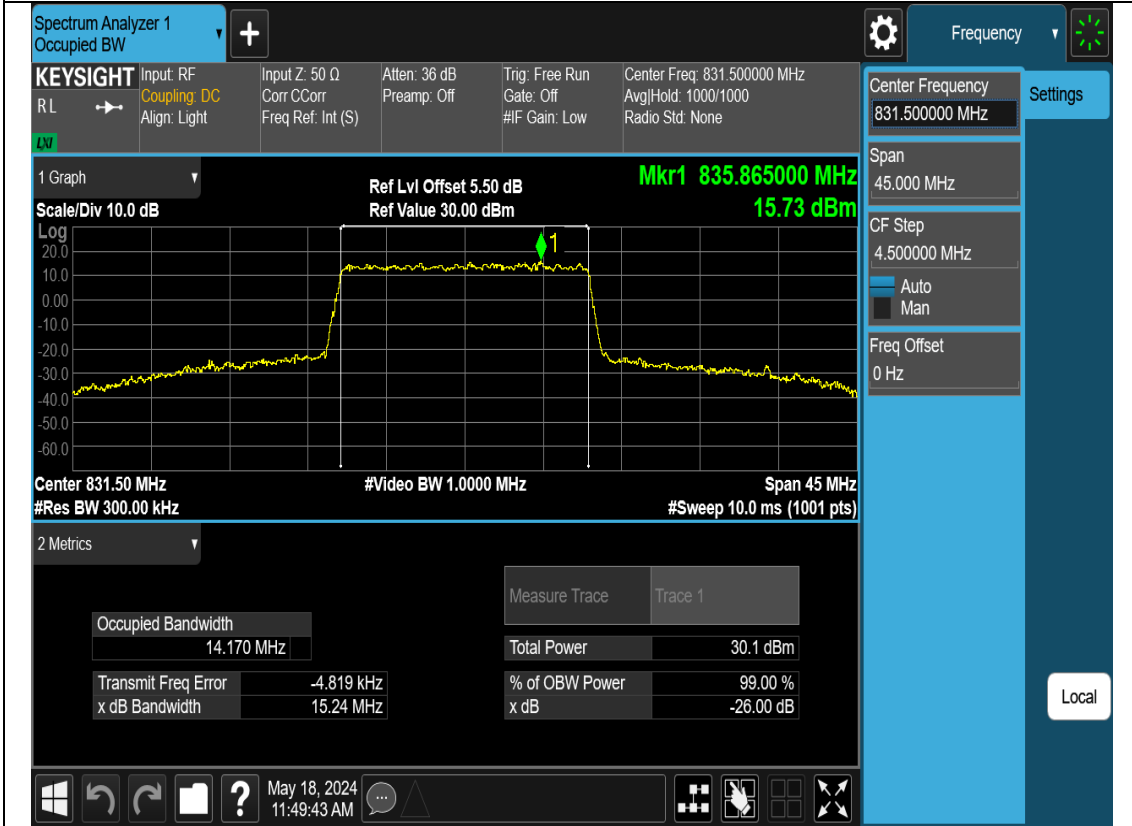 Spectrum Analyzer 1
Occupied BW
+
Frequency
KEYSIGHT
RL
LXI
Input: RF
Coupling: DC
Align: Light
Input Z: 50 Ω
Corr CCorr
Freq Ref: Int (S)
Atten: 36 dB
Preamp: Off
Trig: Free Run
Gate: Off
#IF Gain: Low
Center Freq: 831.500000 MHz
Avg|Hold: 1000/1000
Radio Std: None
Center Frequency
831.500000 MHz
Settings
Span
45.000 MHz
CF Step
4.500000 MHz
Auto
Man
Freq Offset
0 Hz
Local
1 Graph
Scale/Div 10.0 dB
Ref Lvl Offset 5.50 dB
Ref Value 30.00 dBm
Mkr1 835.865000 MHz
15.73 dBm
Log
1
20.0
10.0
0.00
-10.0
-20.0
-30.0
-40.0
-50.0
-60.0
Center 831.50 MHz
#Video BW 1.0000 MHz
Span 45 MHz
#Res BW 300.00 kHz
#Sweep 10.0 ms (1001 pts)
2 Metrics
Measure Trace Trace 1
Occupied Bandwidth
14.170 MHz
Total Power 30.1 dBm
Transmit Freq Error -4.819 kHz
% of OBW Power 99.00 %
x dB Bandwidth 15.24 MHz
x dB -26.00 dB
?
May 18, 2024
11:49:43 AM